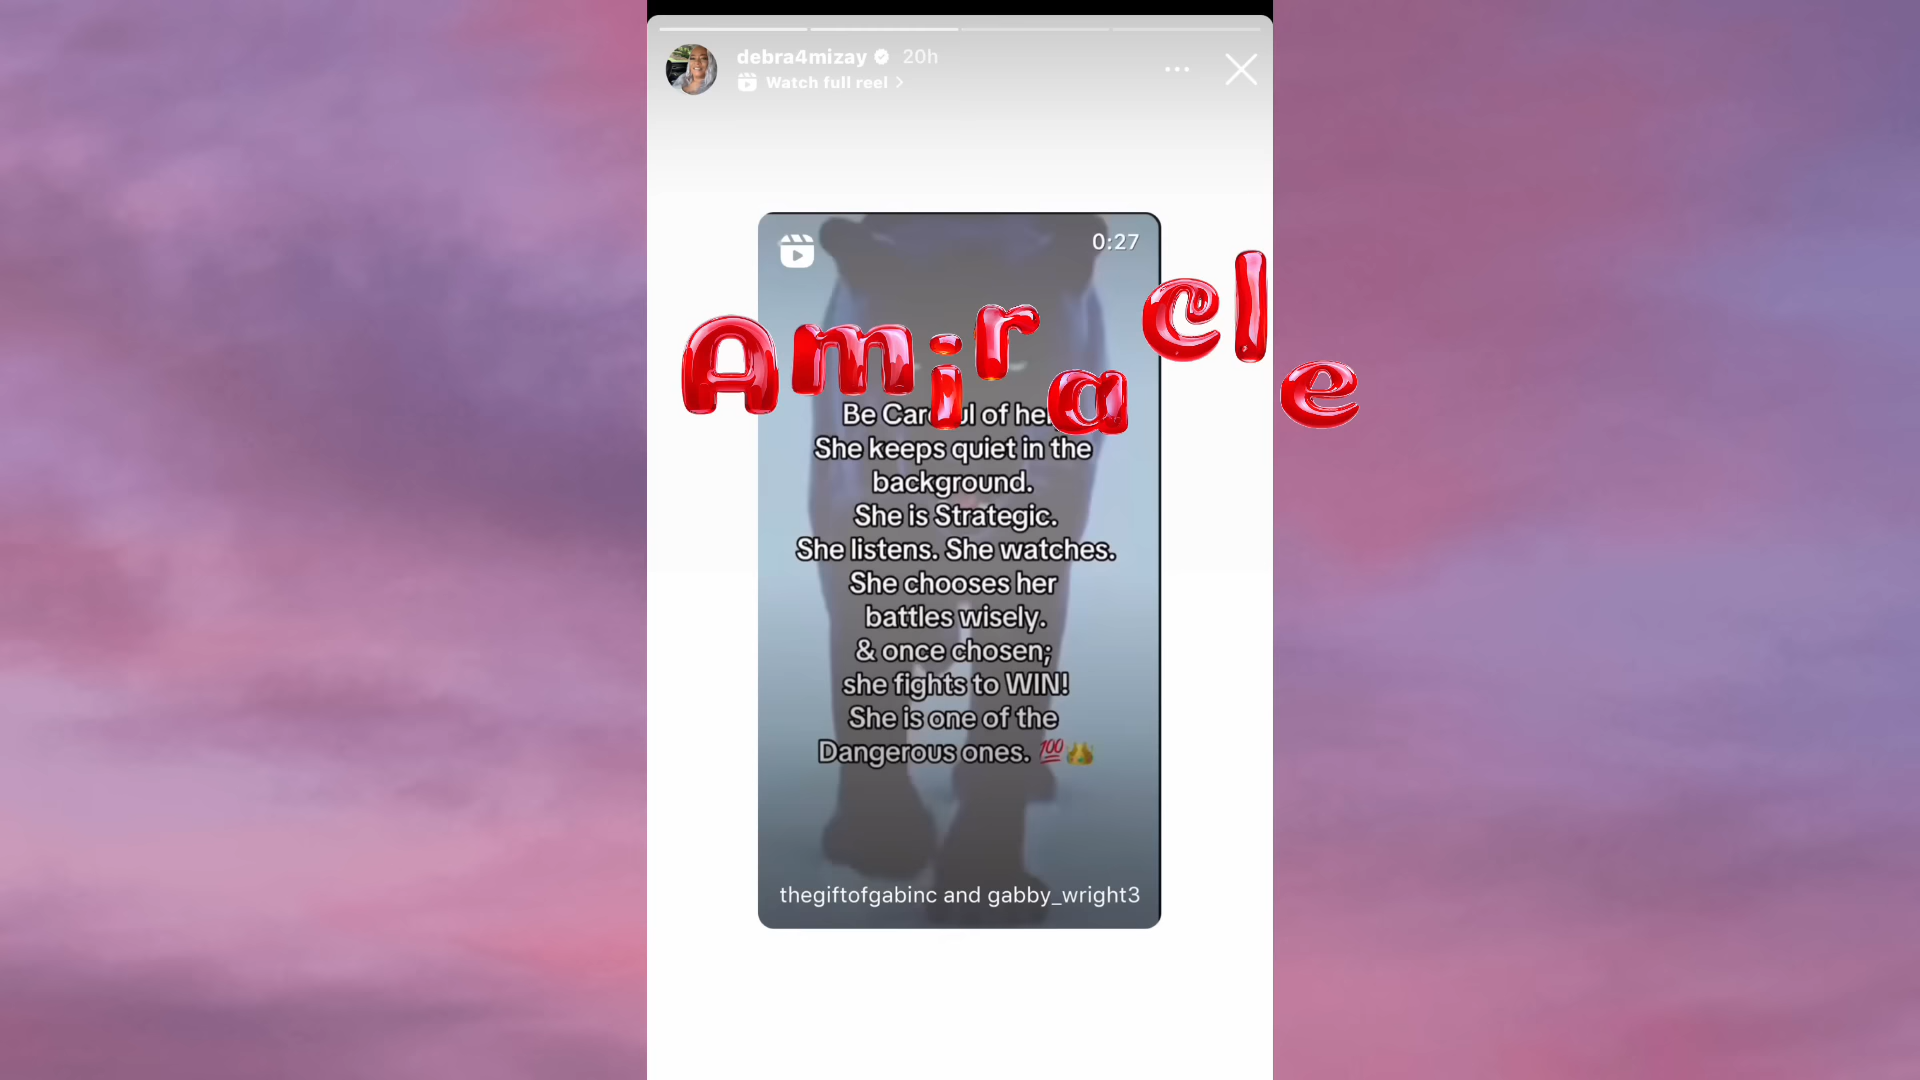 debra4mizay 20h
Watch full reel >
0:27
Amiracle
Be Careful of her,
She keeps quiet in the
background.
She is Strategic.
She listens. She watches.
She chooses her
battles wisely.
& once chosen;
she fights to WIN!
She is one of the
Dangerous ones. 💯👑
thegiftofgabinc and gabby_wright3